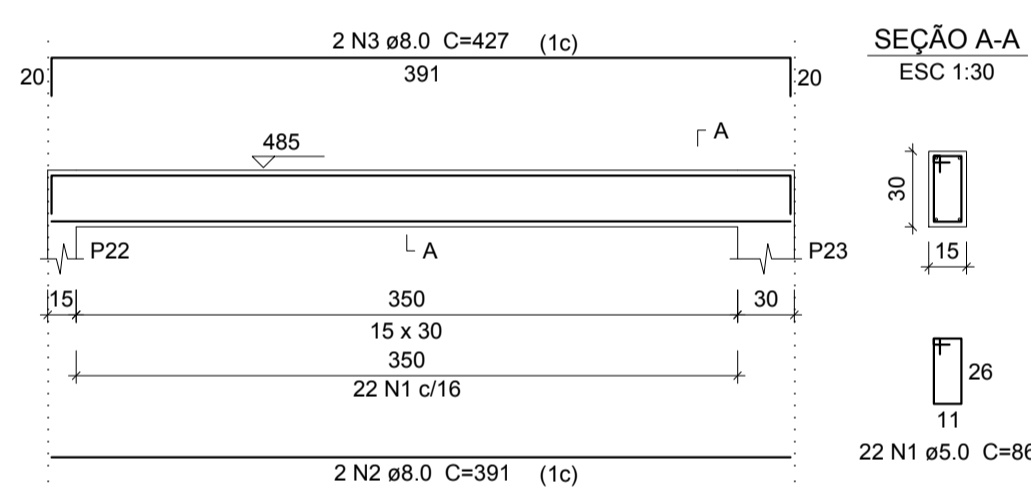 2 N3 ø8.0 C=427 (1c)
20 391 20
SEÇÃO A-A
ESC 1:30
485
A
A
P22
P23
30
15
15 350 30
15 x 30
350
22 N1 c/16
26
11
22 N1 ø5.0 C=86
2 N2 ø8.0 C=391 (1c)